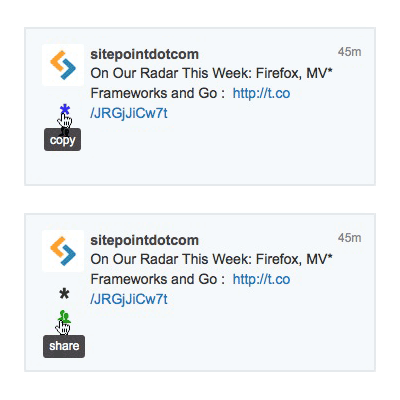 sitepointdotcom 45m
On Our Radar This Week: Firefox, MV*
Frameworks and Go : http://t.co
/JRGjJiCw7t
*
copy
sitepointdotcom 45m
On Our Radar This Week: Firefox, MV*
Frameworks and Go : http://t.co
/JRGjJiCw7t
*
share